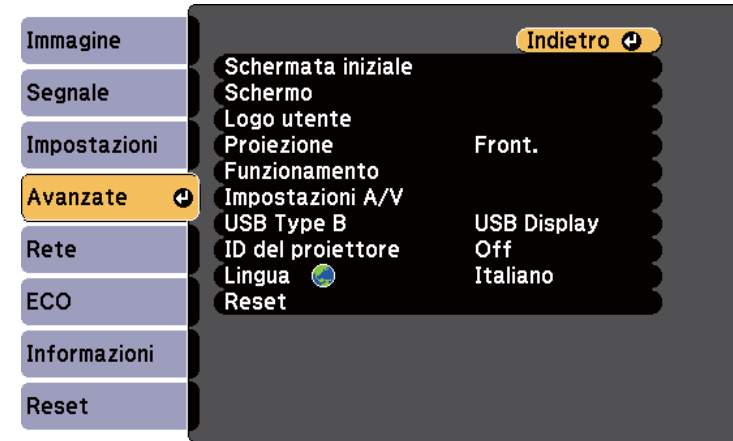 Immagine
Segnale
Impostazioni
Avanzate
Rete
ECO
Informazioni
Reset
Indietro
Schermata iniziale
Schermo
Logo utente
Proiezione Front.
Funzionamento
Impostazioni A/V
USB Type B USB Display
ID del proiettore Off
Lingua Italiano
Reset